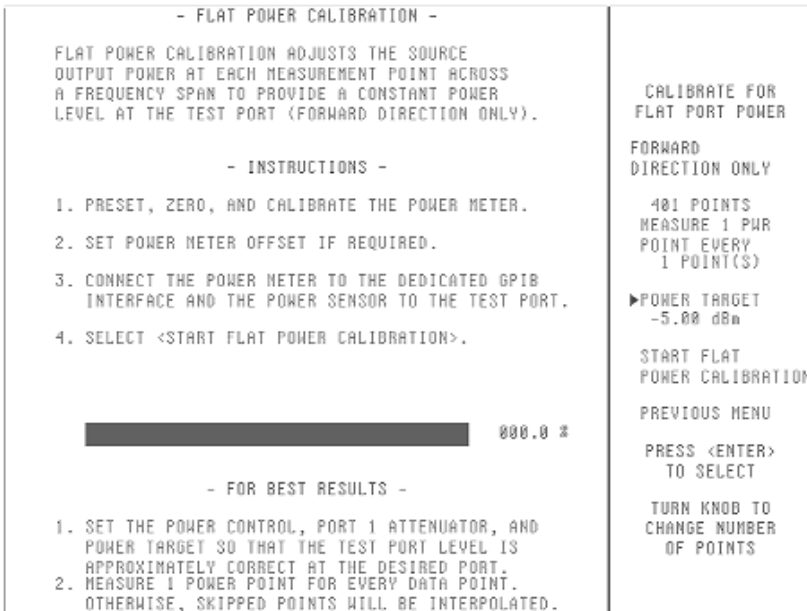 - FLAT POWER CALIBRATION -
FLAT POWER CALIBRATION ADJUSTS THE SOURCE
OUTPUT POWER AT EACH MEASUREMENT POINT ACROSS
A FREQUENCY SPAN TO PROVIDE A CONSTANT POWER
LEVEL AT THE TEST PORT (FORWARD DIRECTION ONLY).
- INSTRUCTIONS -
1. PRESET, ZERO, AND CALIBRATE THE POWER METER.
2. SET POWER METER OFFSET IF REQUIRED.
3. CONNECT THE POWER METER TO THE DEDICATED GPIB
INTERFACE AND THE POWER SENSOR TO THE TEST PORT.
4. SELECT <START FLAT POWER CALIBRATION>.
000.0 %
- FOR BEST RESULTS -
1. SET THE POWER CONTROL, PORT 1 ATTENUATOR, AND
POWER TARGET SO THAT THE TEST PORT LEVEL IS
APPROXIMATELY CORRECT AT THE DESIRED PORT.
2. MEASURE 1 POWER POINT FOR EVERY DATA POINT.
OTHERWISE, SKIPPED POINTS WILL BE INTERPOLATED.
CALIBRATE FOR
FLAT PORT POWER
FORWARD
DIRECTION ONLY
401 POINTS
MEASURE 1 PWR
POINT EVERY
1 POINT(S)
▶POWER TARGET
-5.00 dBm
START FLAT
POWER CALIBRATION
PREVIOUS MENU
PRESS <ENTER>
TO SELECT
TURN KNOB TO
CHANGE NUMBER
OF POINTS